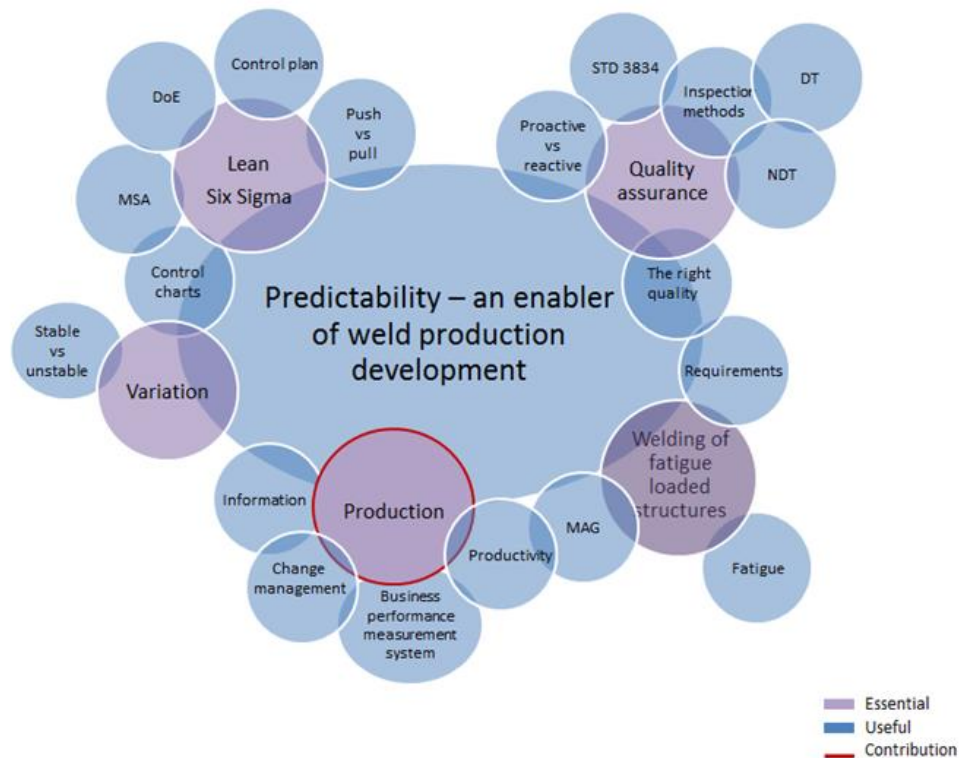 Control plan
DoE
Push
vs
pull
Lean
Six Sigma
MSA
Control
charts
Stable
vs
unstable
Variation
STD 3834
DT
Inspection
methods
Proactive
vs
reactive
Quality
assurance
NDT
The right
quality
Requirements
Predictability – an enabler
of weld production
development
Welding of
fatigue
loaded
structures
Information
Production
MAG
Productivity
Change
management
Business
performance
measurement
system
Fatigue
Essential
Useful
Contribution